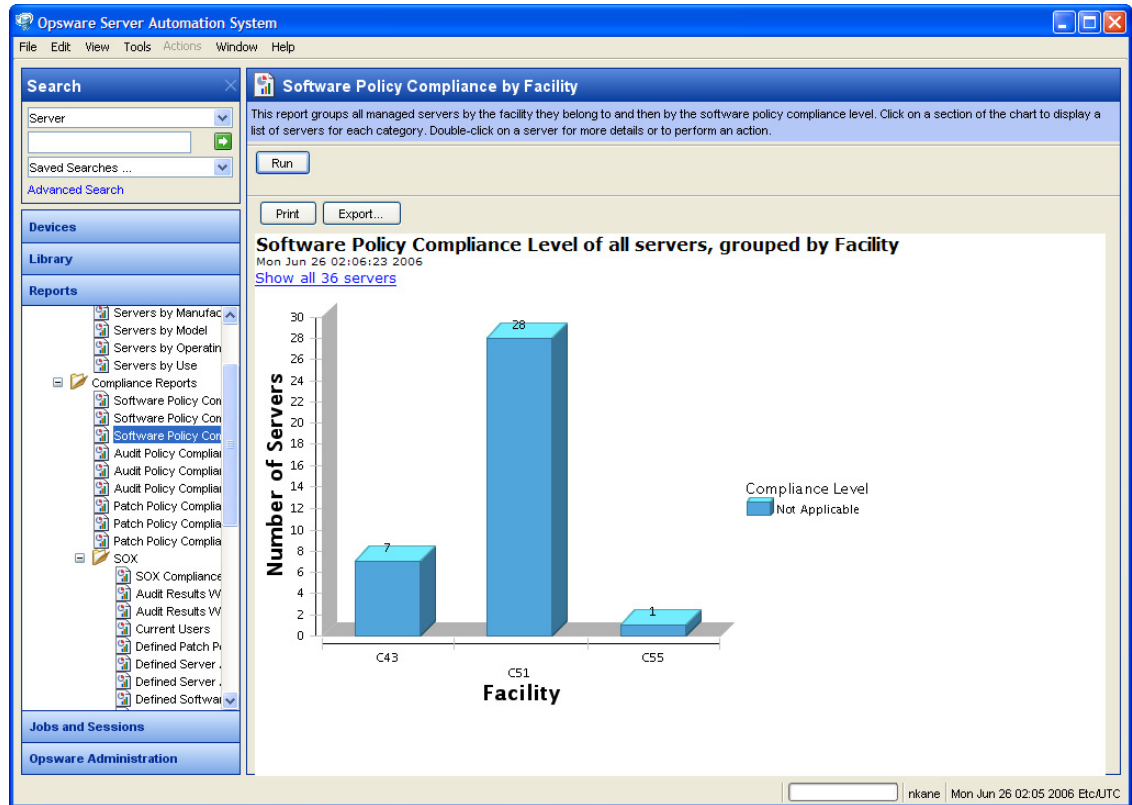 Opsware Server Automation System
File Edit View Tools Actions Window Help
Search
Server
Saved Searches ...
Advanced Search
Devices
Library
Reports
Servers by Manufac
Servers by Model
Servers by Operatin
Servers by Use
Compliance Reports
Software Policy Con
Software Policy Con
Software Policy Con
Audit Policy Complian
Audit Policy Complian
Audit Policy Complian
Patch Policy Complia
Patch Policy Complia
Patch Policy Complia
SOX
SOX Compliance
Audit Results W
Audit Results W
Current Users
Defined Patch Po
Defined Server
Defined Server
Defined Softwar
Jobs and Sessions
Opsware Administration
Software Policy Compliance by Facility
This report groups all managed servers by the facility they belong to and then by the software policy compliance level. Click on a section of the chart to display a
list of servers for each category. Double-click on a server for more details or to perform an action.
Run
Print Export...
Software Policy Compliance Level of all servers, grouped by Facility
Mon Jun 26 02:06:23 2006
Show all 36 servers
Number of Servers
30
28
26
24
22
20
18
16
14
12
10
8
6
4
2
0
7
28
1
C43
C51
C55
Facility
Compliance Level
Not Applicable
nkane Mon Jun 26 02:05 2006 Etc/UTC